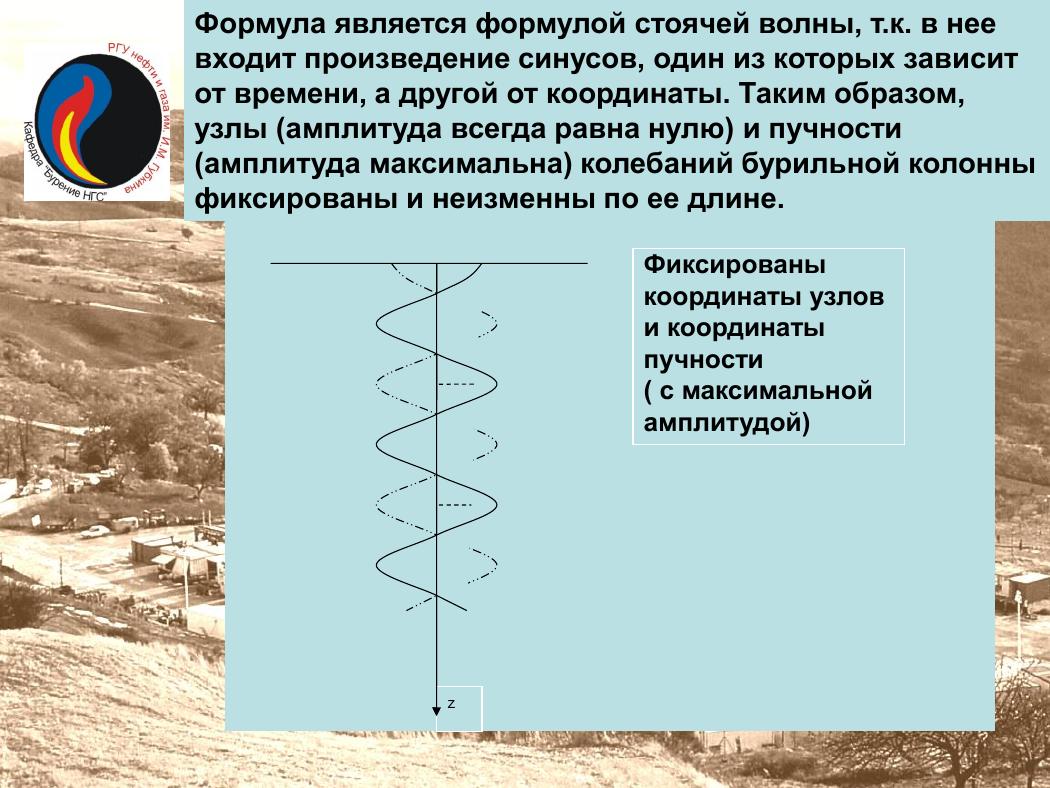 Формула является формулой стоячей волны, т.к. в нее
входит произведение синусов, один из которых зависит
от времени, а другой от координаты. Таким образом,
узлы (амплитуда всегда равна нулю) и пучности
(амплитуда максимальна) колебаний бурильной колонны
фиксированы и неизменны по ее длине.
РГУ нефти и газа им. И.М. Губкина
Кафедра "Бурение НГС"
Фиксированы
координаты узлов
и координаты
пучности
( с максимальной
амплитудой)
z